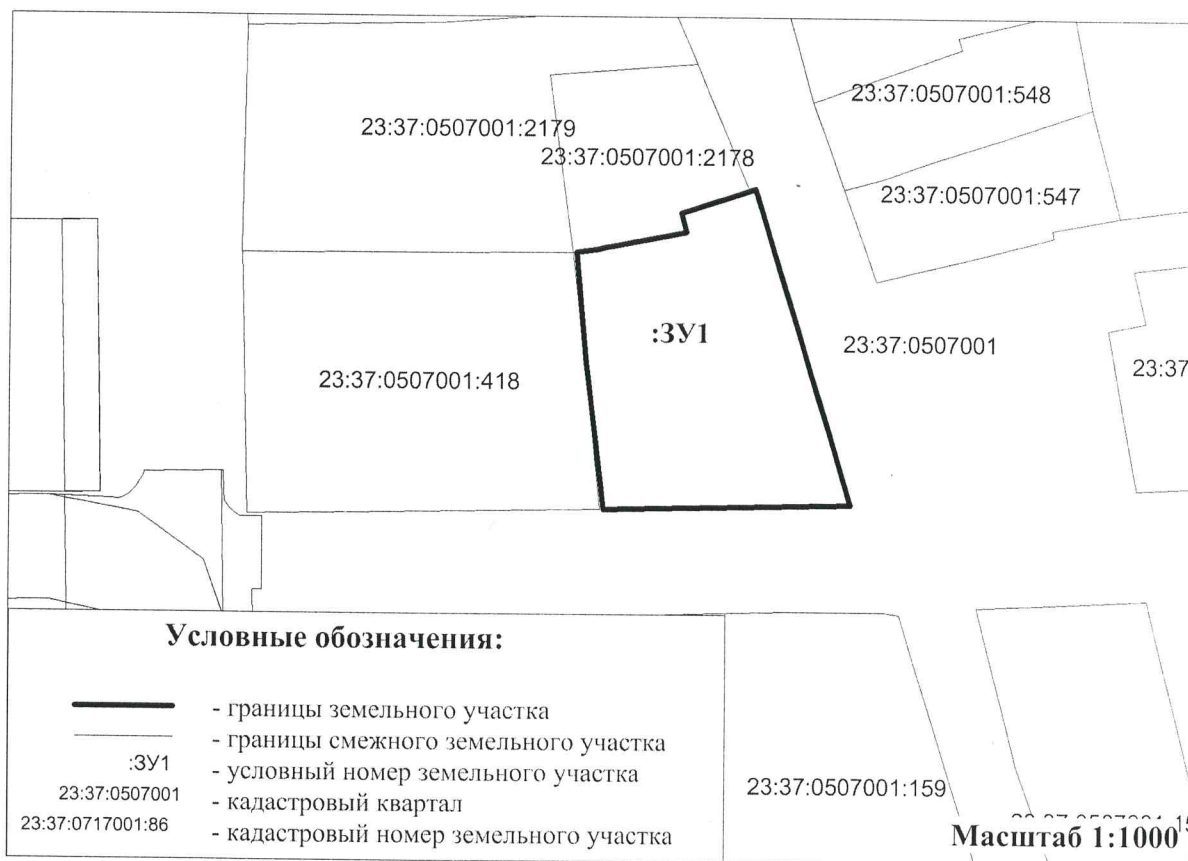 23:37:0507001:548
23:37:0507001:2179
23:37:0507001:2178
23:37:0507001:547
:ЗУ1
23:37:0507001
23:37:0507001:418
23:37
Условные обозначения:
- границы земельного участка
- границы смежного земельного участка
:ЗУ1 - условный номер земельного участка
23:37:0507001 - кадастровый квартал
23:37:0717001:86 - кадастровый номер земельного участка
23:37:0507001:159
Масштаб 1:1000